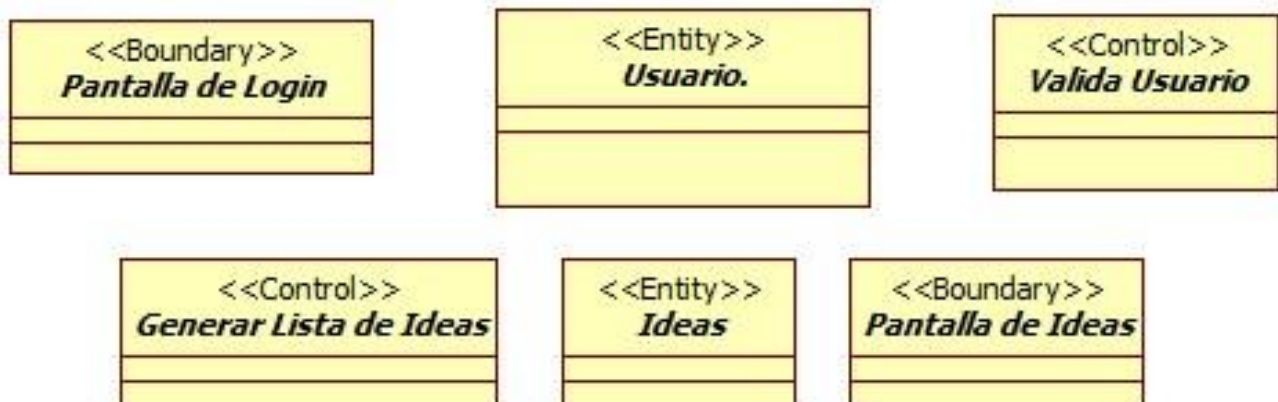 <<Boundary>>
Pantalla de Login
<<Entity>>
Usuario.
<<Control>>
Valida Usuario
<<Control>>
Generar Lista de Ideas
<<Entity>>
Ideas
<<Boundary>>
Pantalla de Ideas